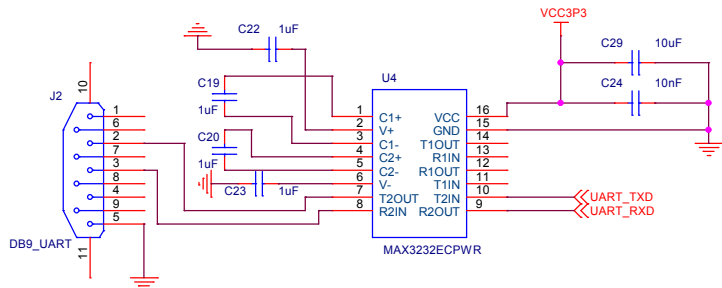 VCC3P3
C22 1uF
C29 10uF
C19
1uF
U4
C24 10nF
J2
10
1
6
2
7
3
8
4
9
5
11
DB9_UART
C20
1uF
C23 1uF
1 C1+ VCC 16
2 V+ GND 15
3 C1- T1OUT 14
4 C2+ R1IN 13
5 C2- R1OUT 12
6 V- T1IN 11
7 T2OUT T2IN 10 UART_TXD
8 R2IN R2OUT 9 UART_RXD
MAX3232ECPWR